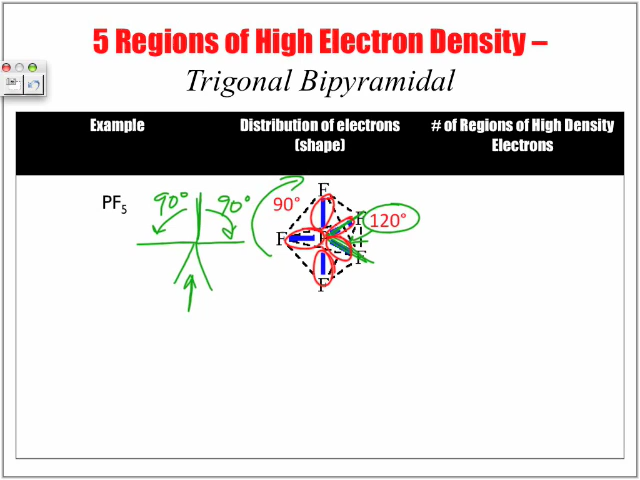 5 Regions of High Electron Density –
Trigonal Bipyramidal
Example
Distribution of electrons
(shape)
# of Regions of High Density
Electrons
PF₅
90°
90°
90°
120°
F
F
F
F
F